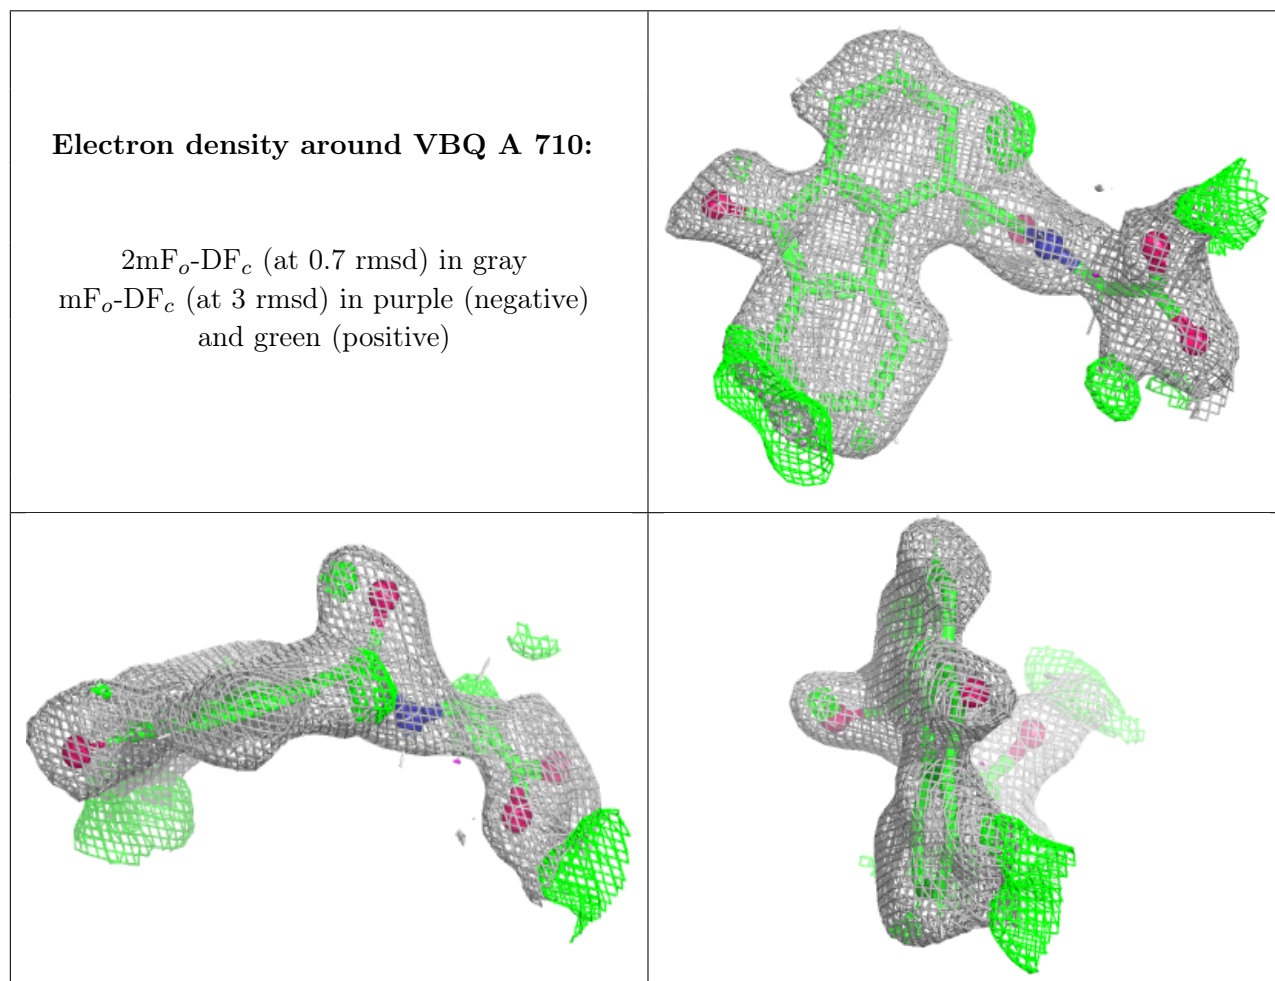 Electron density around VBQ A 710:
2mFo-DFc (at 0.7 rmsd) in gray
mFo-DFc (at 3 rmsd) in purple (negative)
and green (positive)